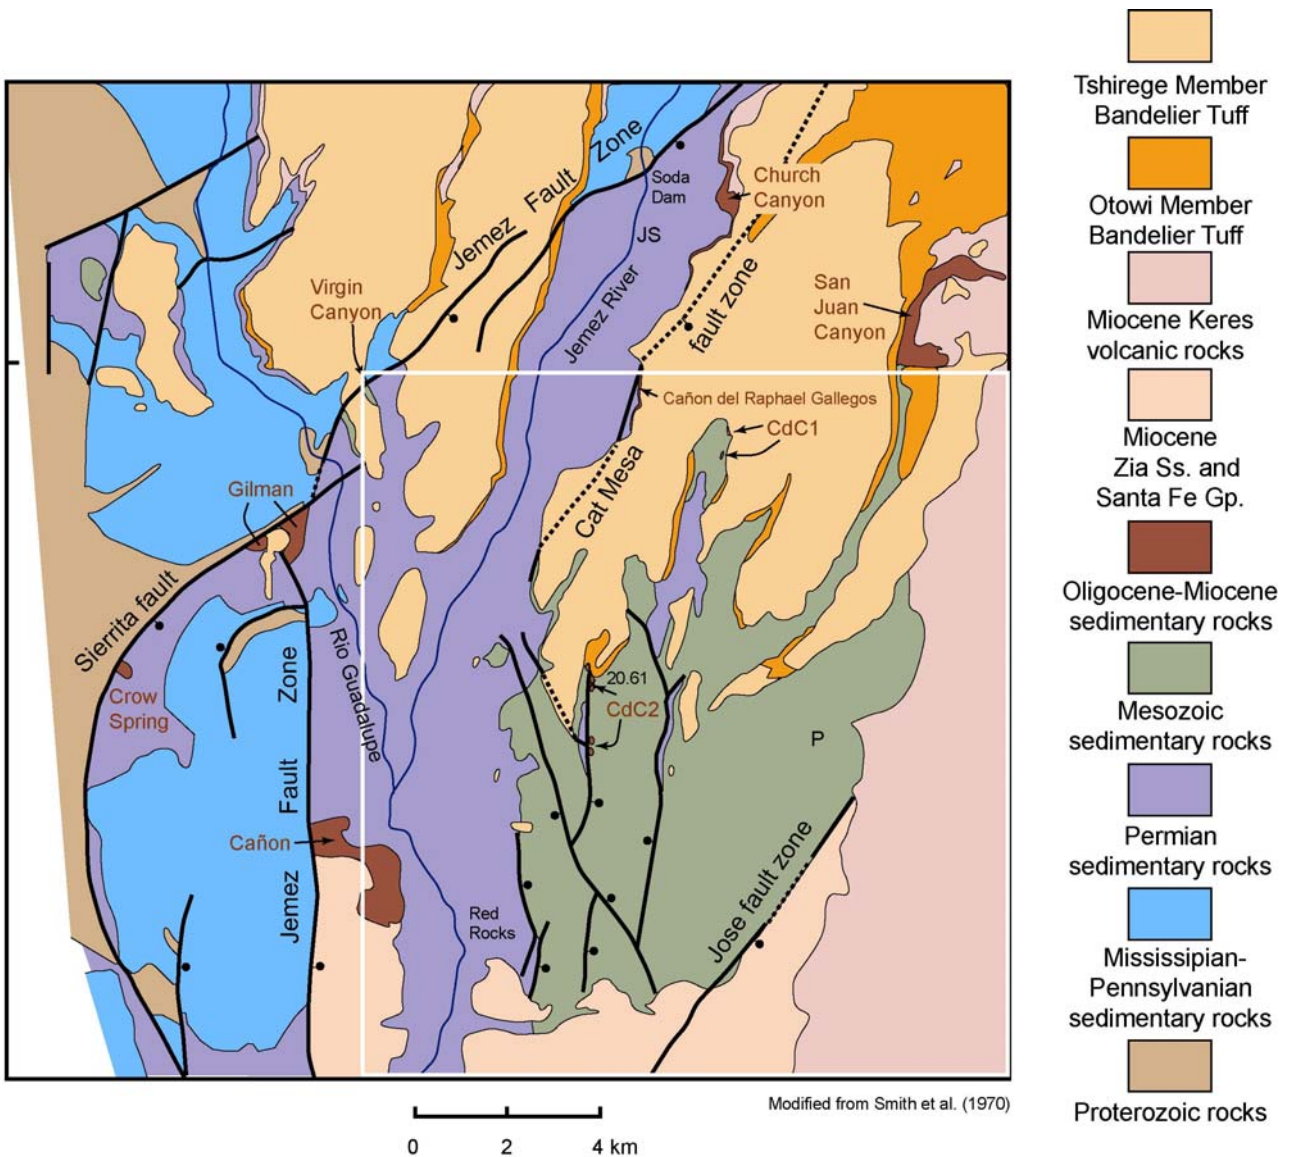 Tshirege Member
Bandelier Tuff
Otowi Member
Bandelier Tuff
Miocene Keres
volcanic rocks
Miocene
Zia Ss. and
Santa Fe Gp.
Oligocene-Miocene
sedimentary rocks
Mesozoic
sedimentary rocks
Permian
sedimentary rocks
Mississipian-
Pennsylvanian
sedimentary rocks
Proterozoic rocks
Jemez Fault Zone
Soda
Dam
JS
Church
Canyon
Jemez River
fault zone
San
Juan
Canyon
Virgin
Canyon
Cañon del Raphael Gallegos
CdC1
Cat Mesa
Gilman
Sierrita fault
Crow
Spring
Rio Guadalupe
Jemez Fault Zone
20.61
CdC2
P
Cañon
Red
Rocks
Jose fault zone
Modified from Smith et al. (1970)
0 2 4 km